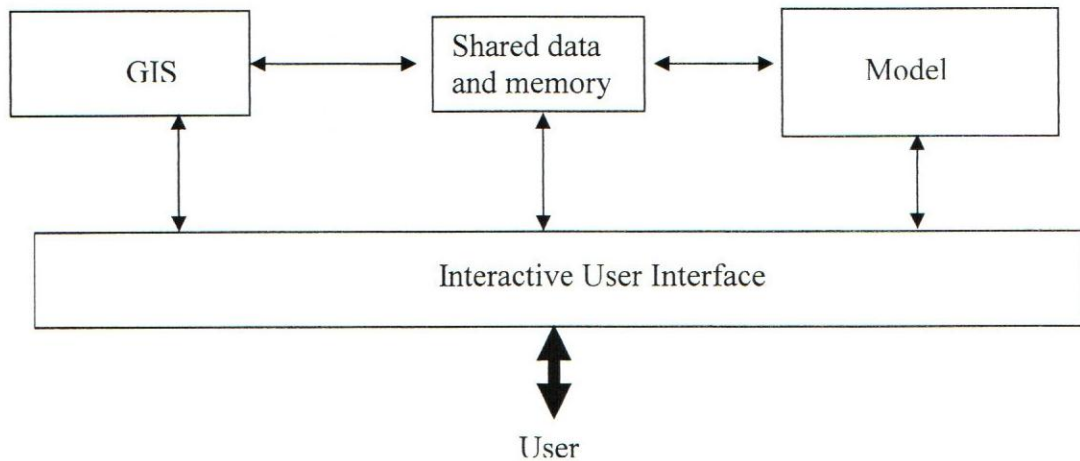 GIS
Shared data
and memory
Model
Interactive User Interface
User